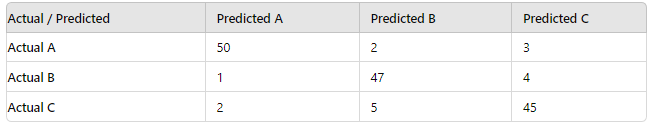 Actual / Predicted Predicted A Predicted B Predicted C
Actual A 50 2 3
Actual B 1 47 4
Actual C 2 5 45